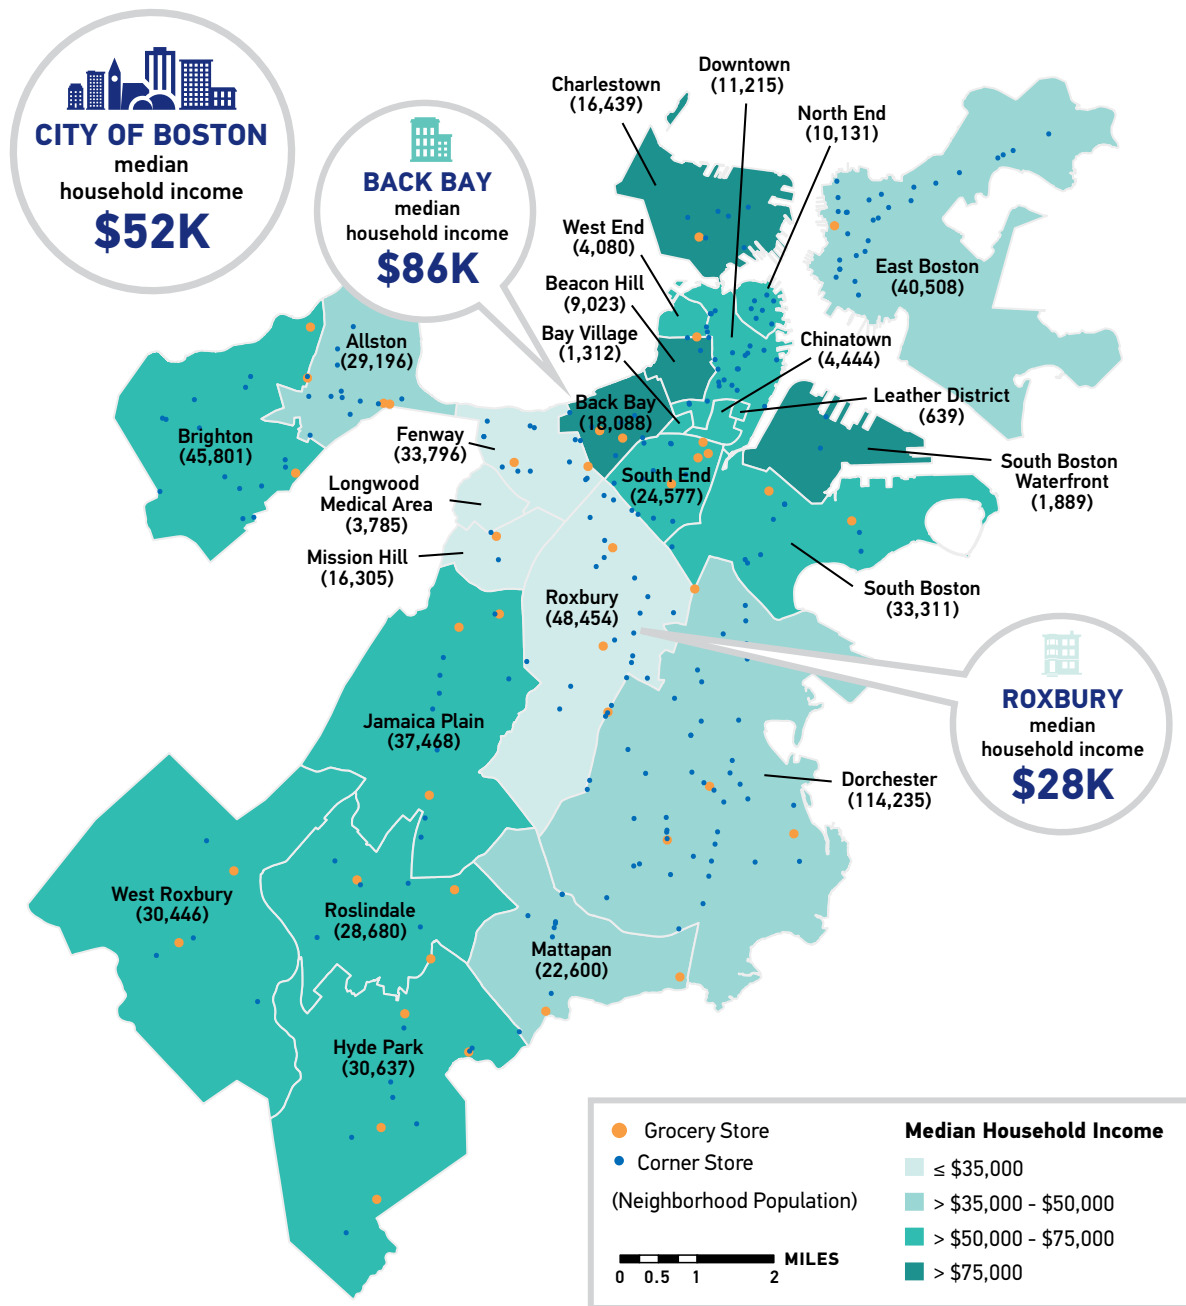 CITY OF BOSTON
median
household income
$52K
BACK BAY
median
household income
$86K
Charlestown
(16,439)
Downtown
(11,215)
North End
(10,131)
West End
(4,080)
Beacon Hill
(9,023)
Bay Village
(1,312)
East Boston
(40,508)
Chinatown
(4,444)
Leather District
(639)
Allston
(29,196)
Brighton
(45,801)
Back Bay
(18,088)
Fenway
(33,796)
South End
(24,577)
South Boston
Waterfront
(1,889)
Longwood
Medical Area
(3,785)
Mission Hill
(16,305)
South Boston
(33,311)
Roxbury
(48,454)
ROXBURY
median
household income
$28K
Jamaica Plain
(37,468)
Dorchester
(114,235)
West Roxbury
(30,446)
Roslindale
(28,680)
Mattapan
(22,600)
Hyde Park
(30,637)
Grocery Store
Corner Store
(Neighborhood Population)
MILES
0 0.5 1 2
Median Household Income
≤ $35,000
> $35,000 - $50,000
> $50,000 - $75,000
> $75,000